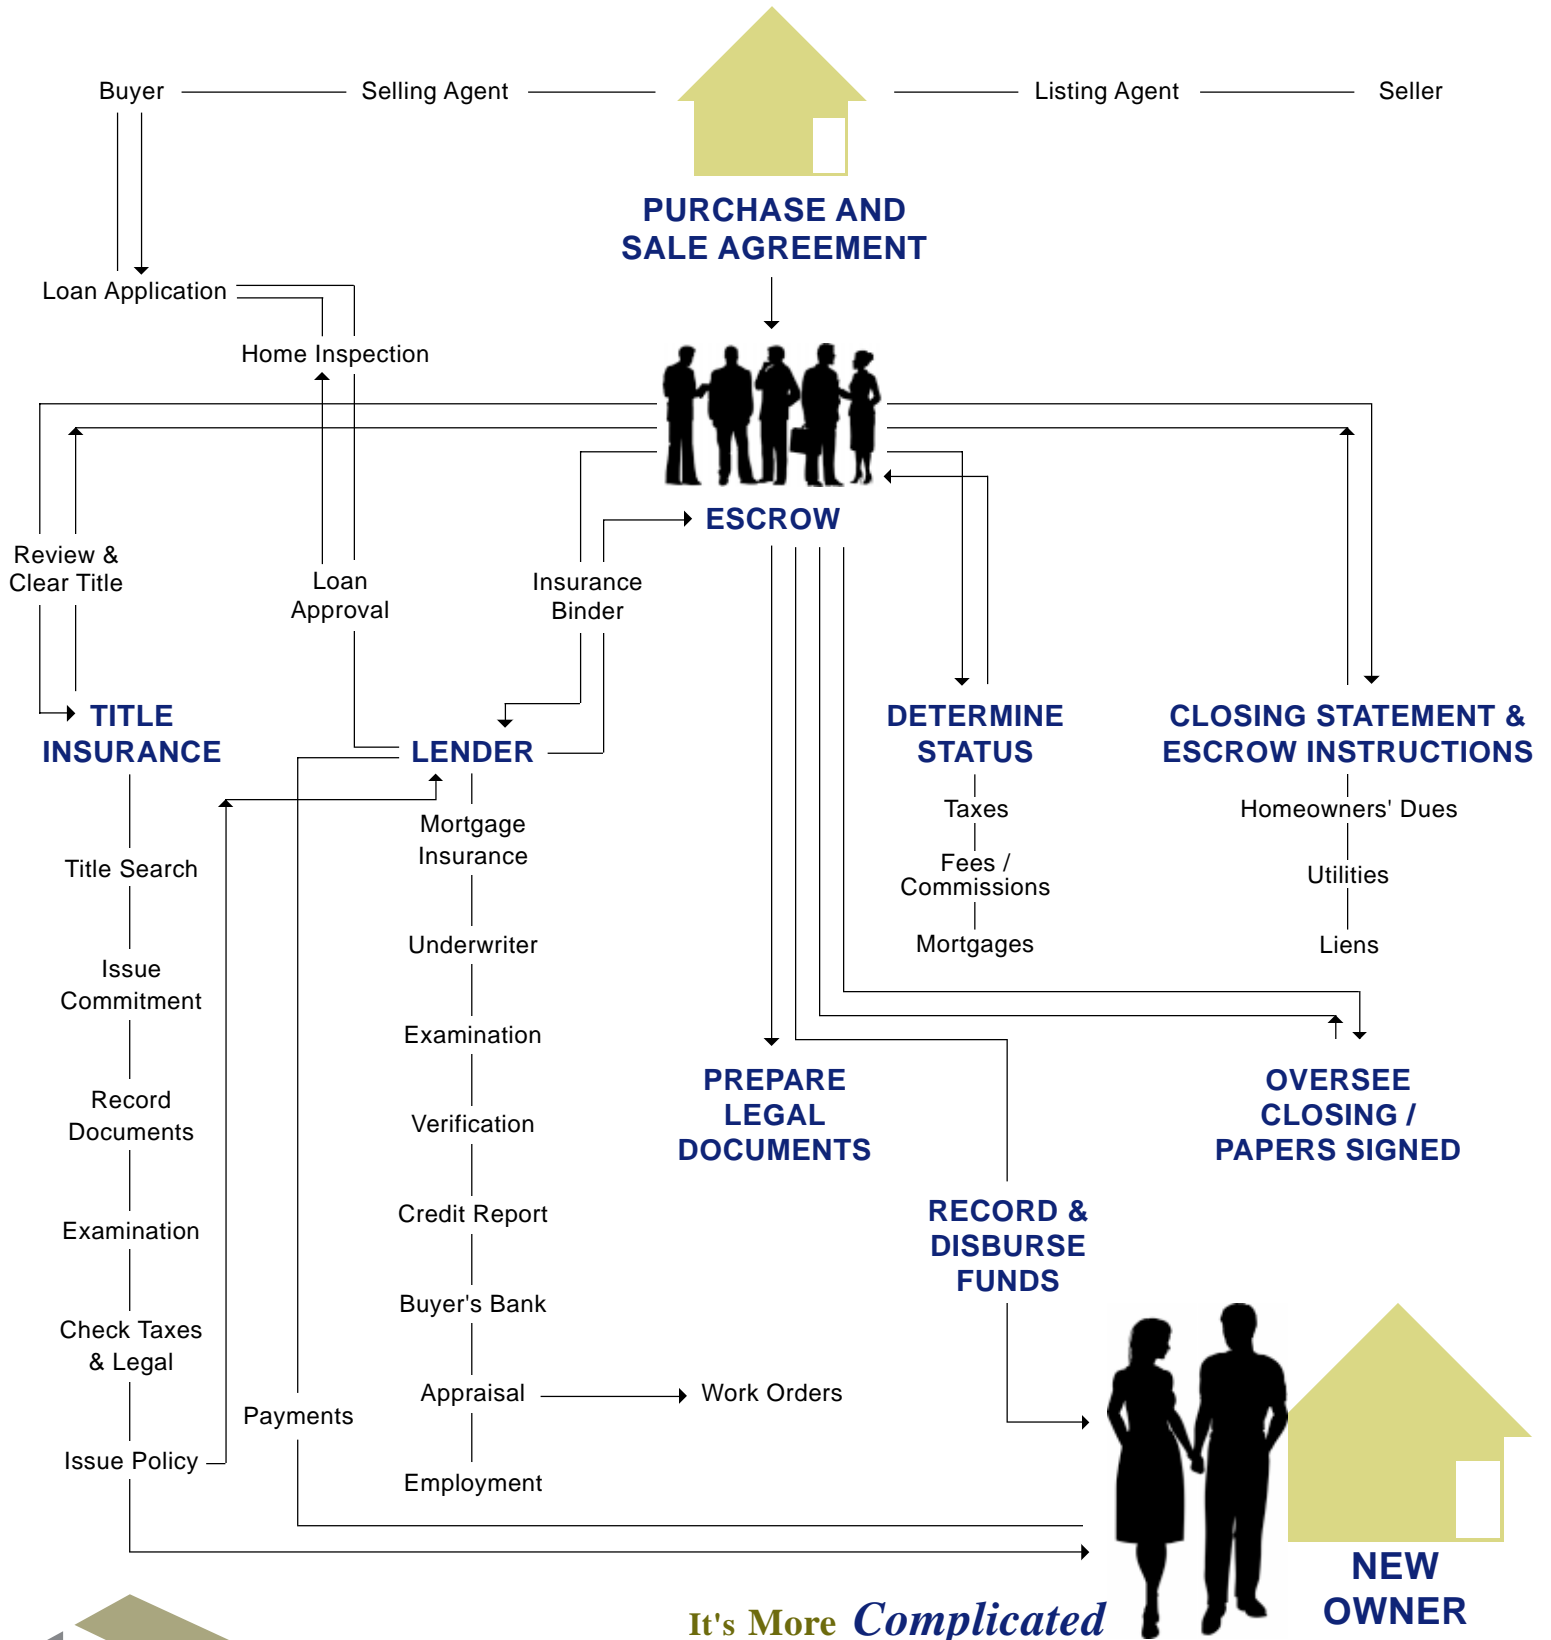 Buyer
Selling Agent
Listing Agent
Seller
PURCHASE AND
SALE AGREEMENT
Loan Application
Home Inspection
ESCROW
Review &
Clear Title
Loan
Approval
Insurance
Binder
TITLE
INSURANCE
LENDER
DETERMINE
STATUS
CLOSING STATEMENT &
ESCROW INSTRUCTIONS
Title Search
Issue
Commitment
Record
Documents
Examination
Check Taxes
& Legal
Issue Policy
Payments
Mortgage
Insurance
Underwriter
Examination
Verification
Credit Report
Buyer's Bank
Appraisal
Work Orders
Employment
Taxes
Fees /
Commissions
Mortgages
Homeowners' Dues
Utilities
Liens
PREPARE
LEGAL
DOCUMENTS
OVERSEE
CLOSING /
PAPERS SIGNED
RECORD &
DISBURSE
FUNDS
NEW
OWNER
It's More Complicated